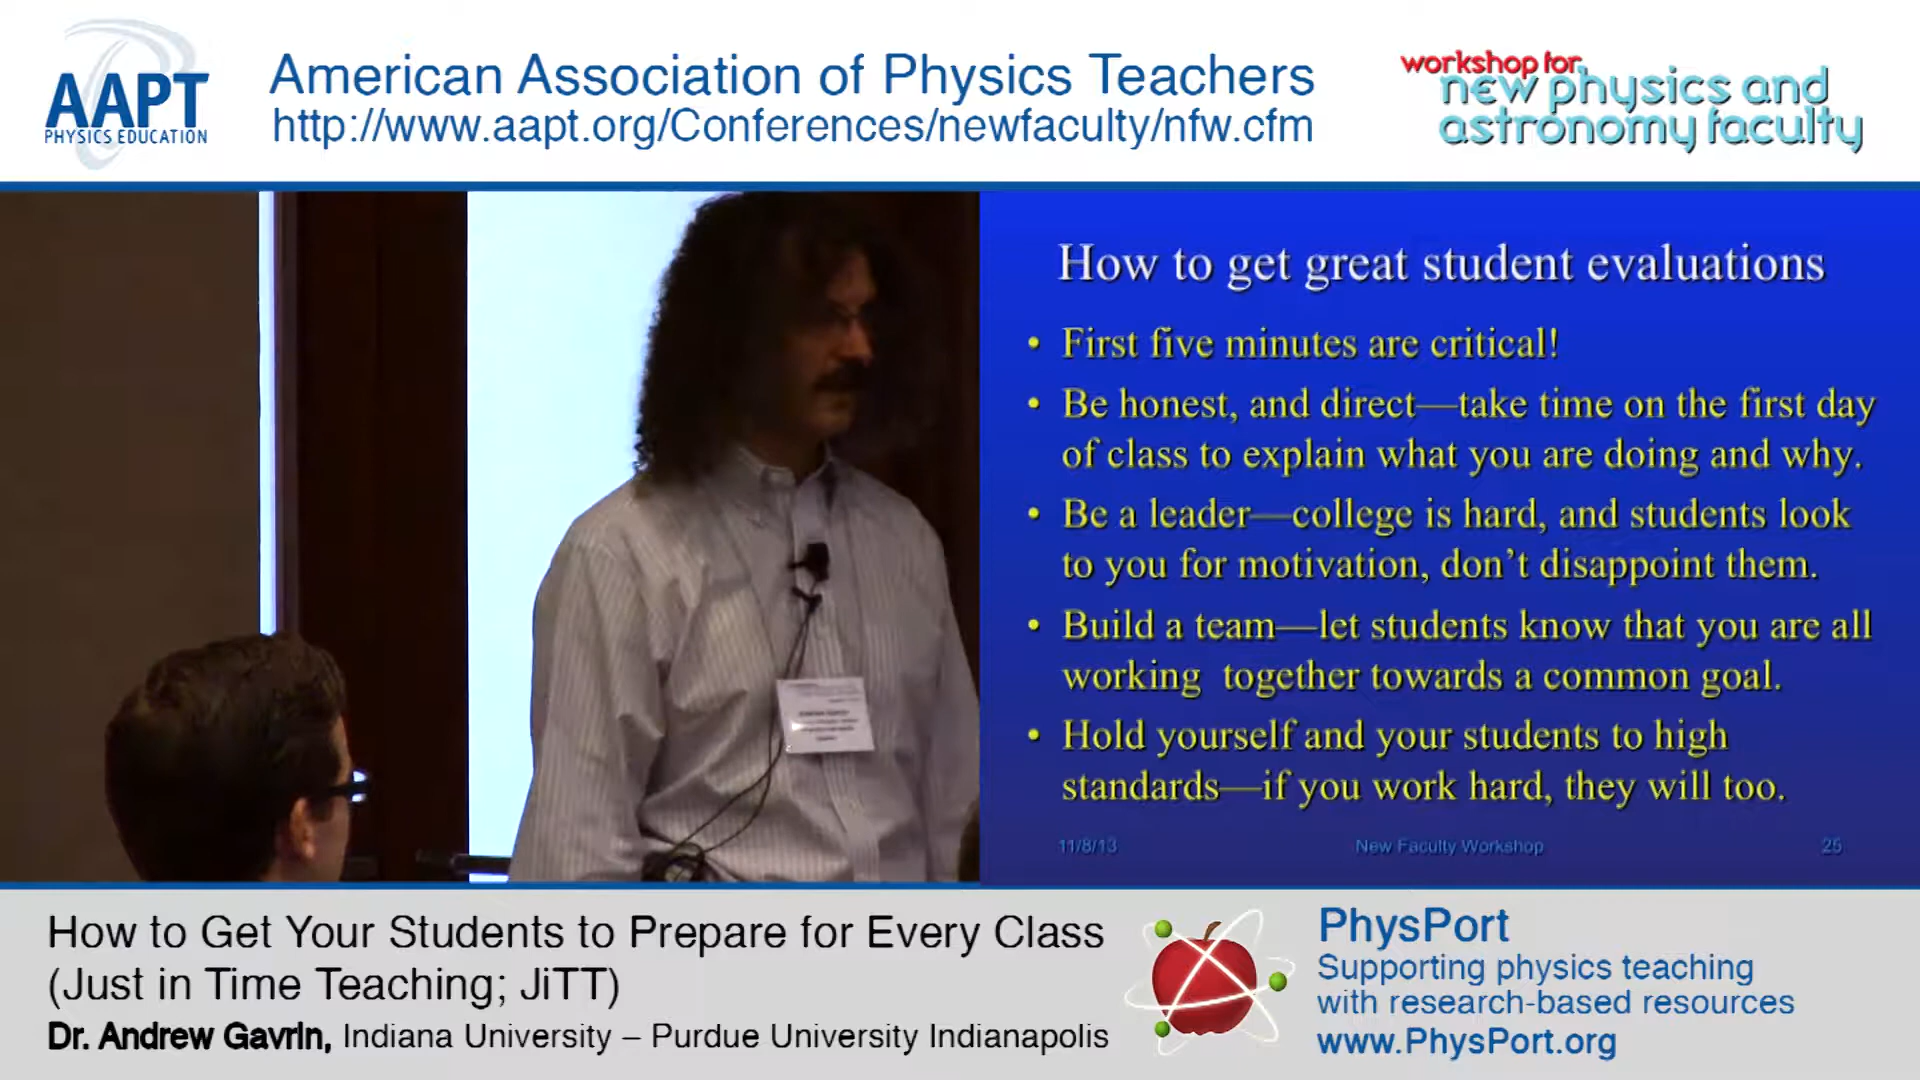 AAPT
PHYSICS EDUCATION
American Association of Physics Teachers
http://www.aapt.org/Conferences/newfaculty/nfw.cfm
workshop for
new physics and
astronomy faculty
How to get great student evaluations
• First five minutes are critical!
• Be honest, and direct—take time on the first day
of class to explain what you are doing and why.
• Be a leader—college is hard, and students look
to you for motivation, don’t disappoint them.
• Build a team—let students know that you are all
working together towards a common goal.
• Hold yourself and your students to high
standards—if you work hard, they will too.
11/8/13
New Faculty Workshop
25
How to Get Your Students to Prepare for Every Class
(Just in Time Teaching; JiTT)
Dr. Andrew Gavrin, Indiana University – Purdue University Indianapolis
PhysPort
Supporting physics teaching
with research-based resources
www.PhysPort.org